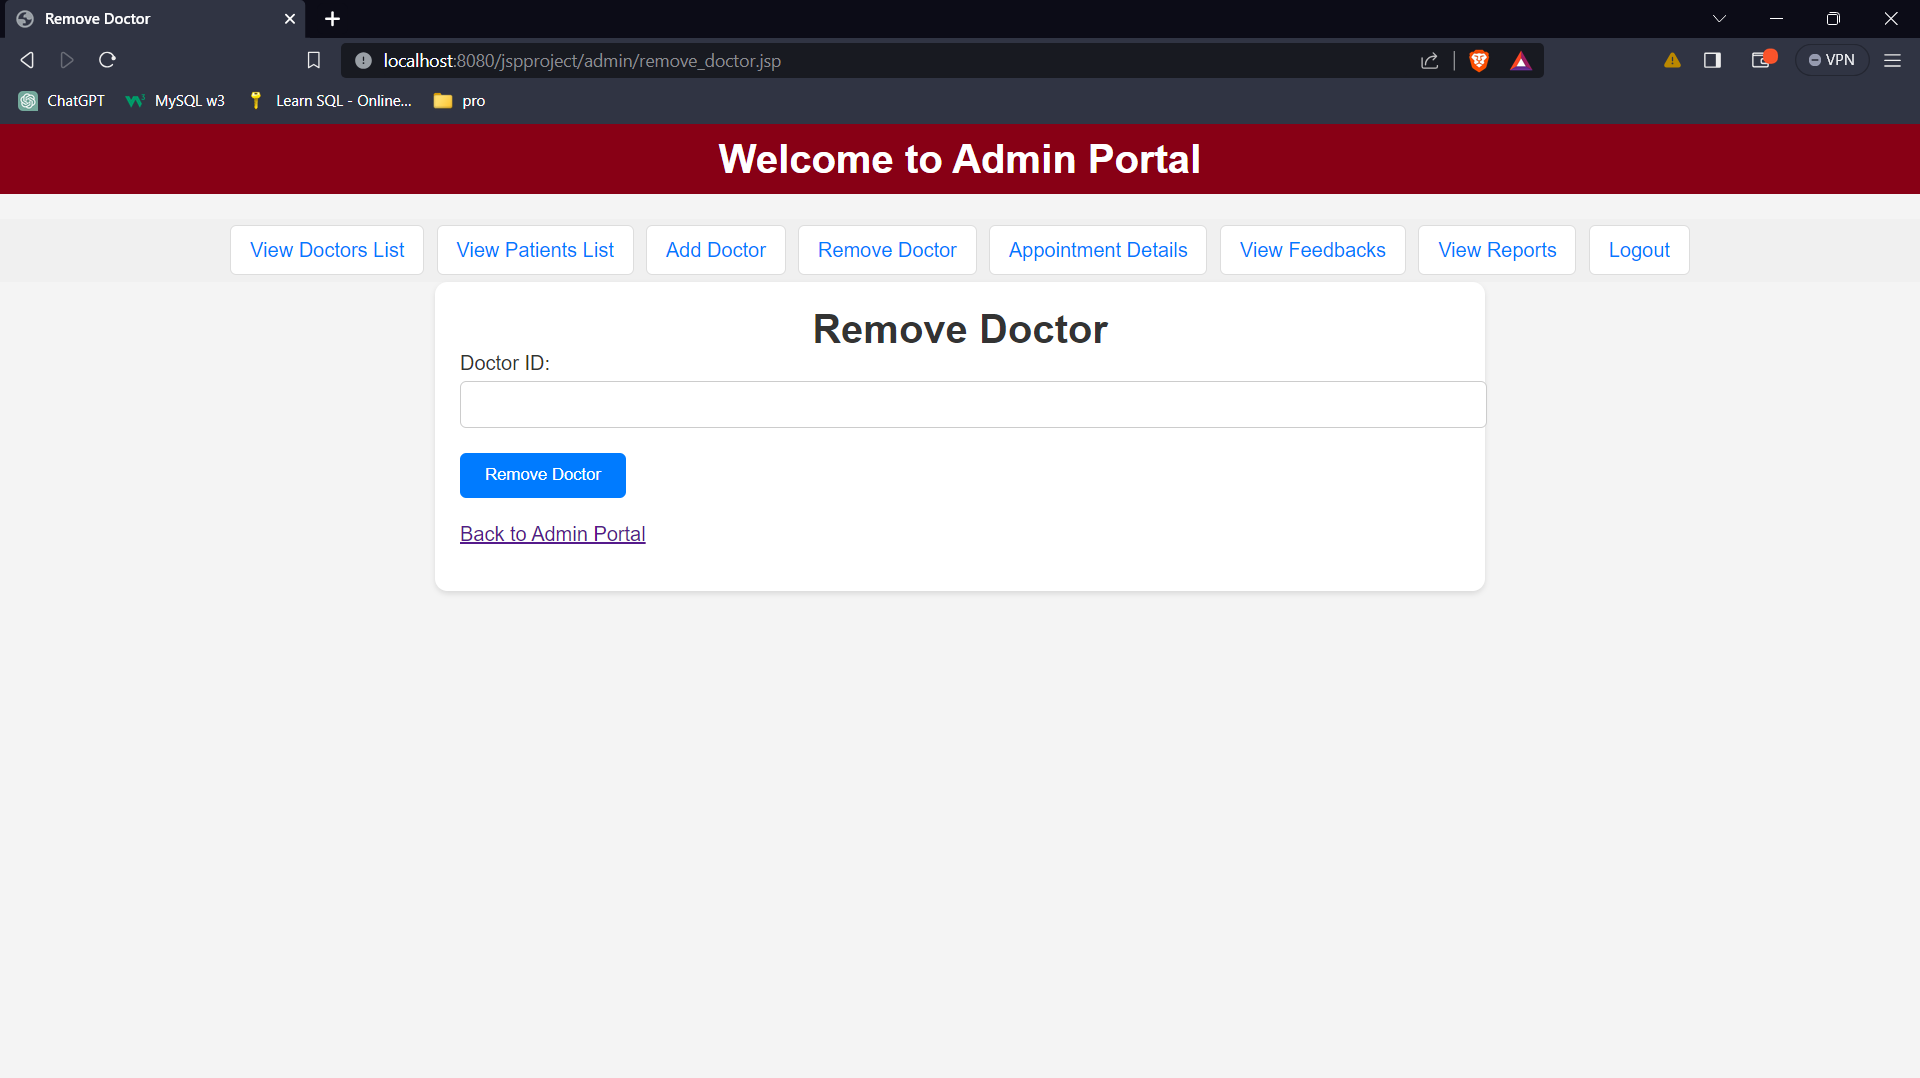 Remove Doctor
localhost:8080/jspproject/admin/remove_doctor.jsp
VPN
ChatGPT MySQL w3 Learn SQL - Online... pro
Welcome to Admin Portal
View Doctors List View Patients List Add Doctor Remove Doctor Appointment Details View Feedbacks View Reports Logout
Remove Doctor
Doctor ID:
Remove Doctor
Back to Admin Portal